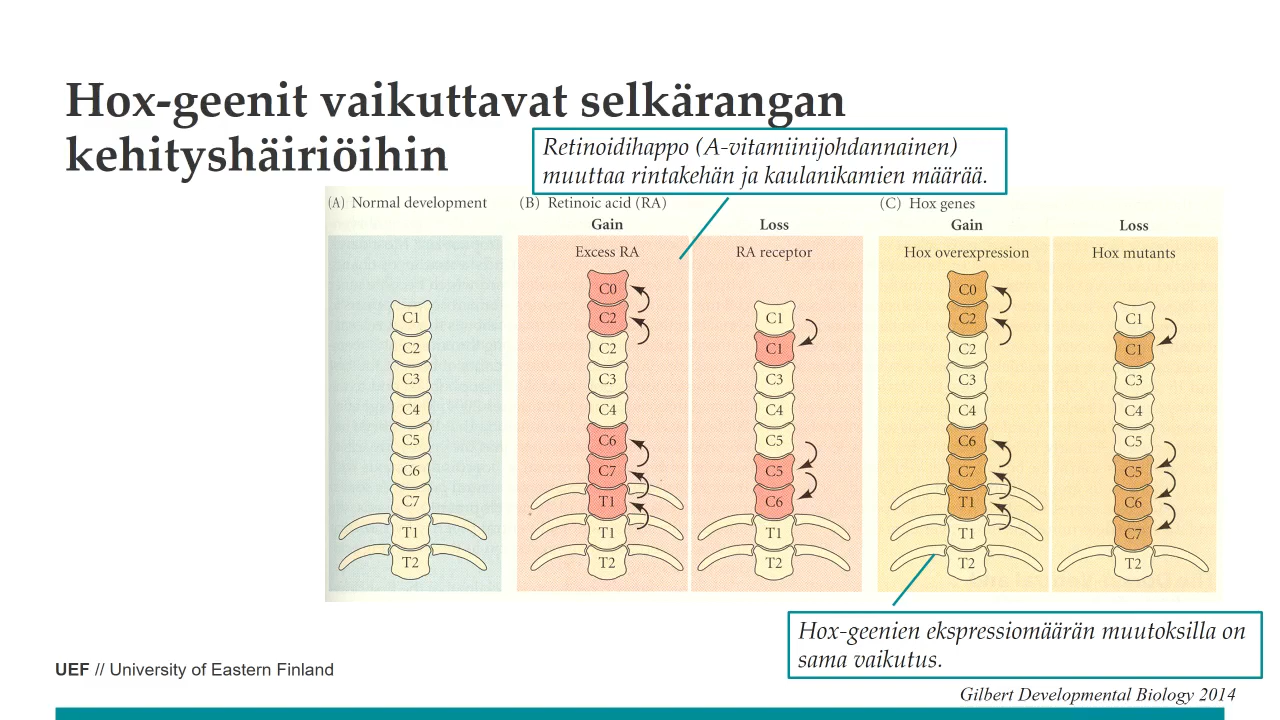 Hox-geenit vaikuttavat selkärangan
kehityshäiriöihin
Retinoidihappo (A-vitamiinijohdannainen)
muuttaa rintakehän ja kaulanikamien määrää.
(A) Normal development
(B) Retinoic acid (RA)
(C) Hox genes
Gain
Loss
Gain
Loss
Excess RA
RA receptor
Hox overexpression
Hox mutants
C1
C2
C3
C4
C5
C6
C7
T1
T2
C0
C2
C2
C3
C4
C6
C7
T1
T1
T2
C1
C1
C3
C4
C5
C5
C6
T1
T2
C0
C2
C2
C3
C4
C6
C7
T1
T1
T2
C1
C1
C3
C4
C5
C5
C6
C7
T2
Hox-geenien ekspressiomäärän muutoksilla on
sama vaikutus.
UEF // University of Eastern Finland
Gilbert Developmental Biology 2014